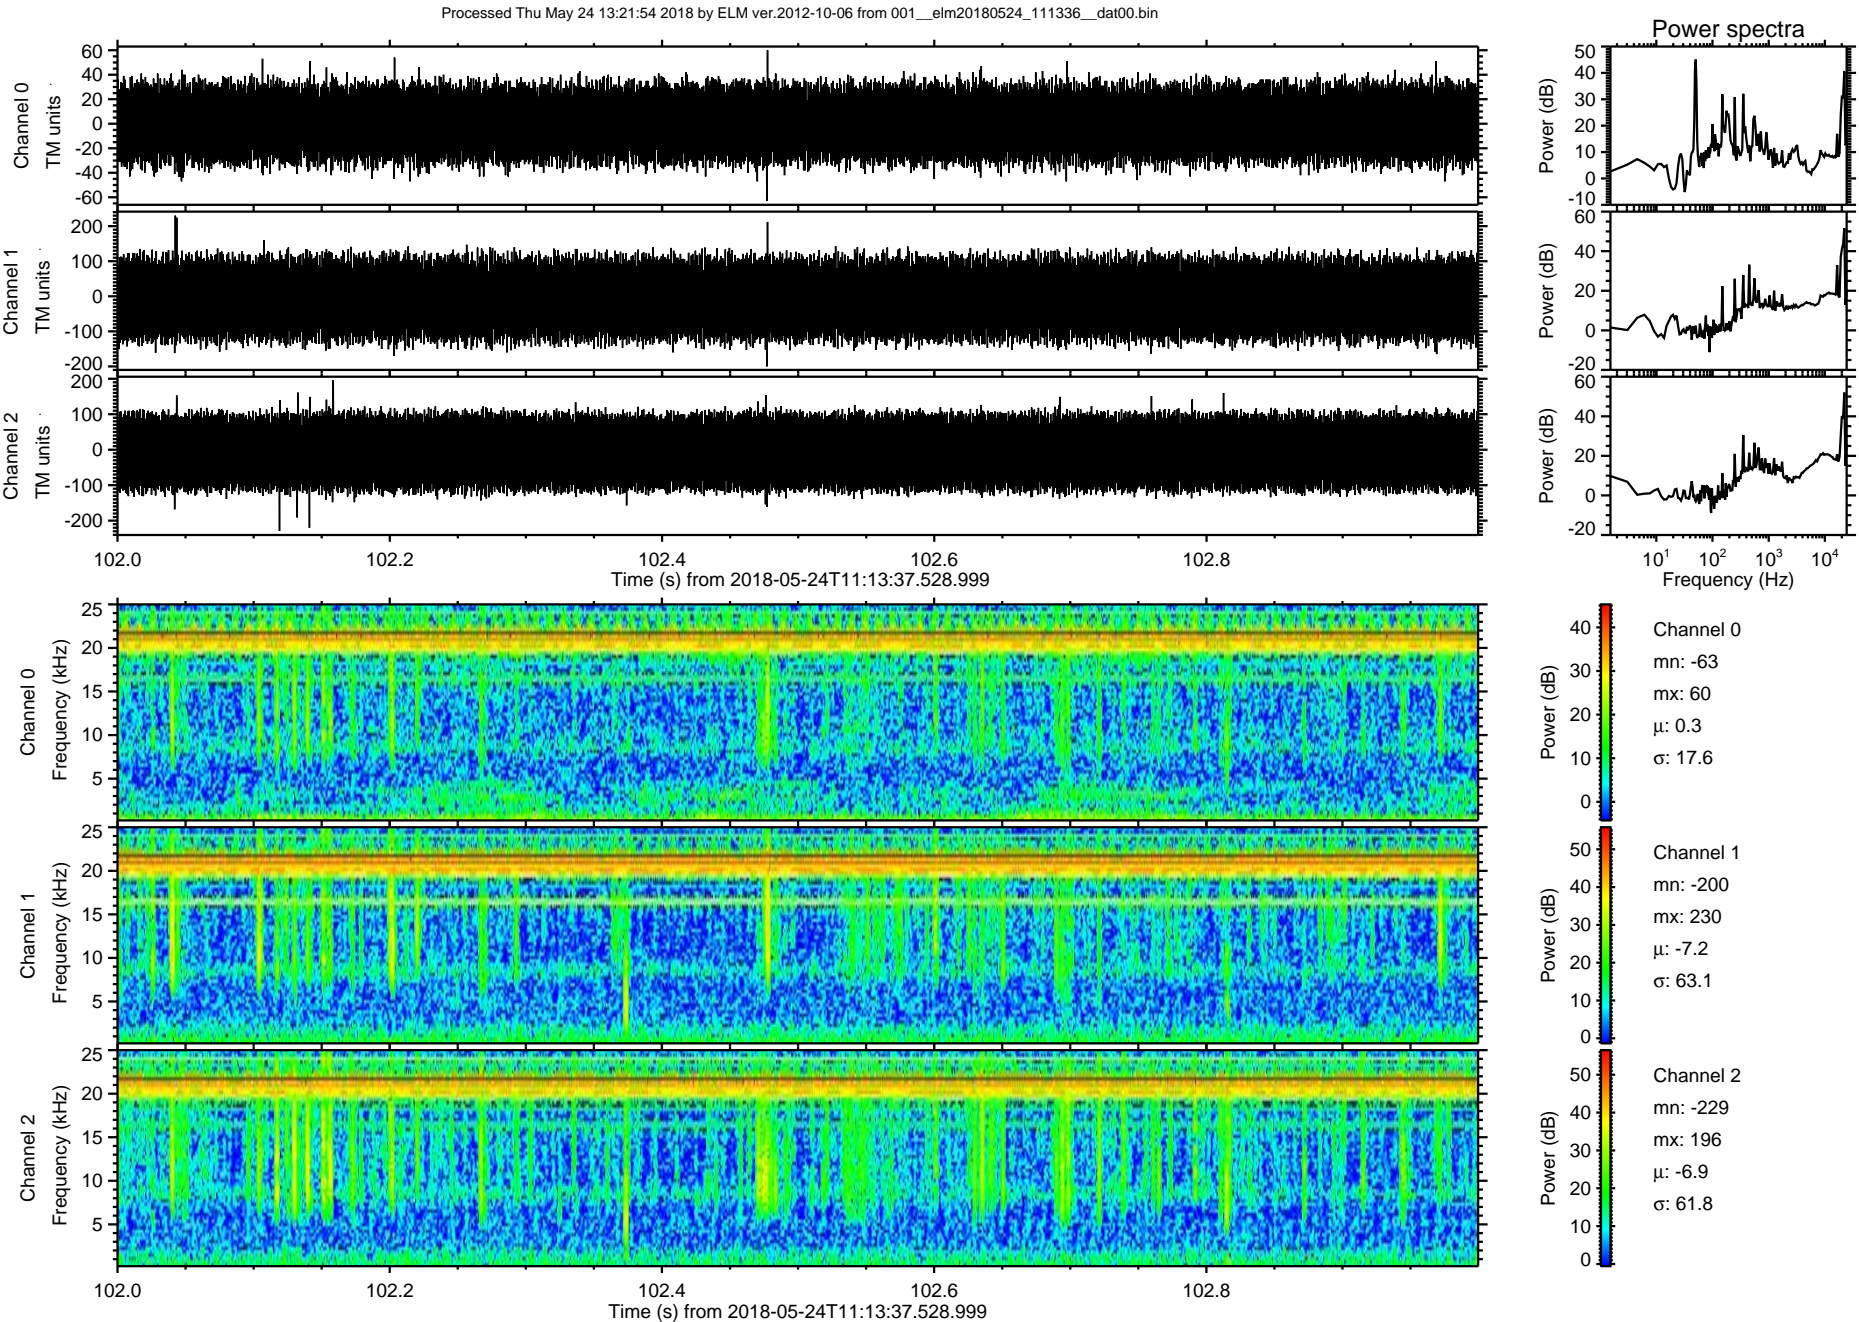 Processed Thu May 24 13:21:54 2018 by ELM ver.2012-10-06 from 001__elm20180524_111336__dat00.bin
Power spectra
Channel 0
TM units
60
40
20
0
-20
-40
-60
Power (dB)
50
40
30
20
10
0
-10
Channel 1
TM units
200
100
0
-100
-200
Power (dB)
60
40
20
0
-20
Channel 2
TM units
200
100
0
-100
-200
Power (dB)
60
40
20
0
-20
102.0 102.2 102.4 102.6 102.8
Time (s) from 2018-05-24T11:13:37.528.999
10¹ 10² 10³ 10⁴
Frequency (Hz)
Channel 0
Frequency (kHz)
25
20
15
10
5
Power (dB)
40
30
20
10
0
Channel 0
mn: -63
mx: 60
μ: 0.3
σ: 17.6
Channel 1
Frequency (kHz)
25
20
15
10
5
Power (dB)
50
40
30
20
10
0
Channel 1
mn: -200
mx: 230
μ: -7.2
σ: 63.1
Channel 2
Frequency (kHz)
25
20
15
10
5
Power (dB)
50
40
30
20
10
0
Channel 2
mn: -229
mx: 196
μ: -6.9
σ: 61.8
102.0 102.2 102.4 102.6 102.8
Time (s) from 2018-05-24T11:13:37.528.999